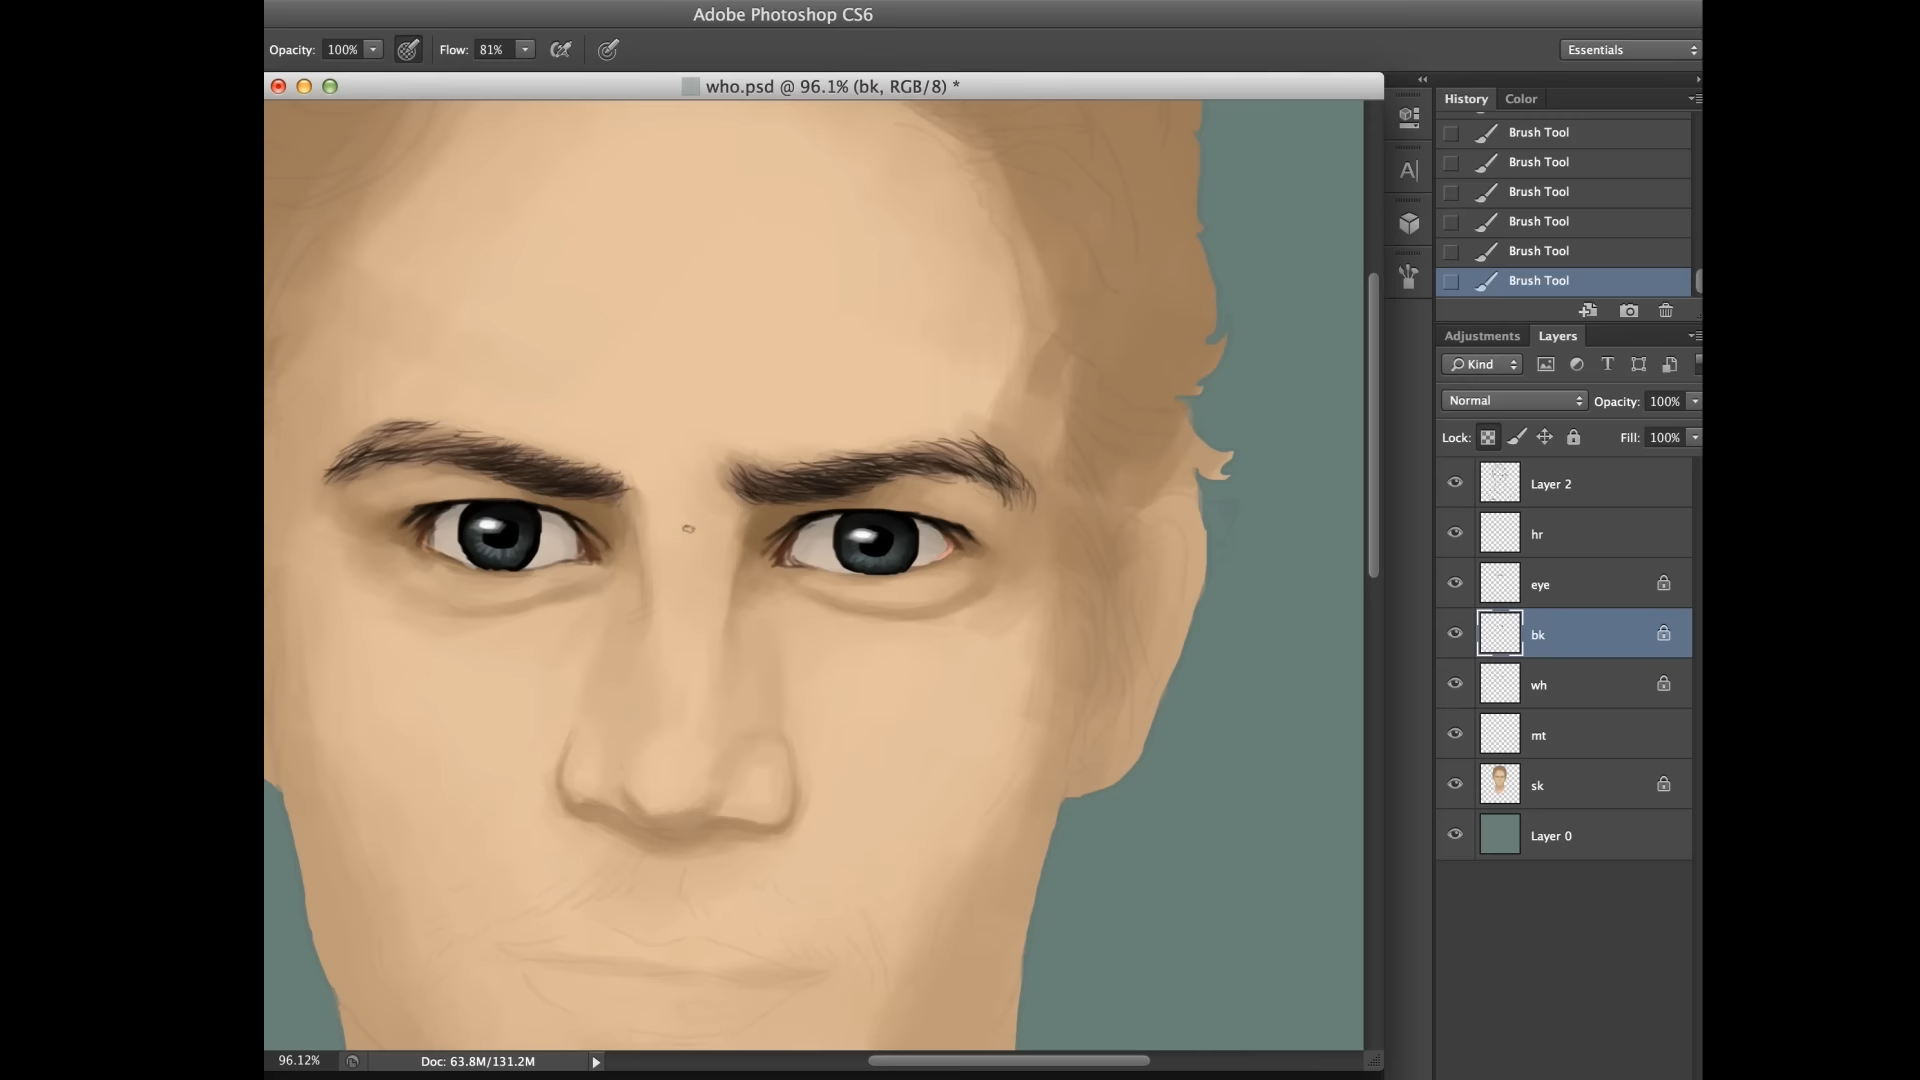 Adobe Photoshop CS6
Opacity: 100% Flow: 81% Essentials
who.psd @ 96.1% (bk, RGB/8) *
History Color
Brush Tool
Brush Tool
Brush Tool
Brush Tool
Brush Tool
Brush Tool
Adjustments Layers
Kind
Normal Opacity: 100%
Lock: Fill: 100%
Layer 2
hr
eye
bk
wh
mt
sk
Layer 0
96.12% Doc: 63.8M/131.2M